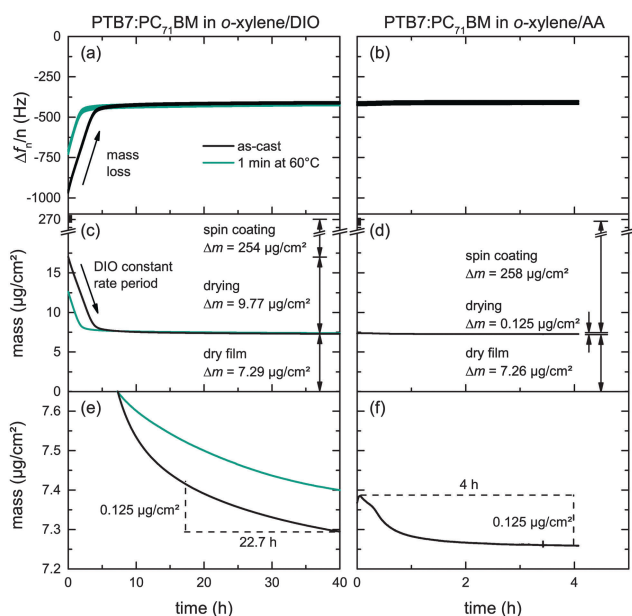 PTB7:PC₇₁BM in o-xylene/DIO
PTB7:PC₇₁BM in o-xylene/AA
(a)
(b)
0
-250
-500
-750
-1000
Δfₙ/n (Hz)
mass
loss
as-cast
1 min at 60°C
(c)
(d)
270
15
10
5
0
mass (µg/cm²)
DIO constant
rate period
spin coating
Δm = 254 µg/cm²
drying
Δm = 9.77 µg/cm²
dry film
Δm = 7.29 µg/cm²
spin coating
Δm = 258 µg/cm²
drying
Δm = 0.125 µg/cm²
dry film
Δm = 7.26 µg/cm²
(e)
(f)
7.6
7.5
7.4
7.3
7.2
mass (µg/cm²)
0.125 µg/cm²
22.7 h
4 h
0.125 µg/cm²
0 10 20 30 40
0 2 4
time (h)
time (h)